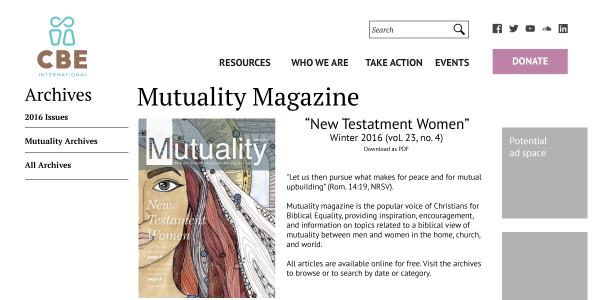 Search
CBE
INTERNATIONAL
RESOURCES WHO WE ARE TAKE ACTION EVENTS DONATE
Archives
2016 Issues
Mutuality Archives
All Archives
Mutuality Magazine
Mutuality
New
Testament
Women
“New Testatment Women”
Winter 2016 (vol. 23, no. 4)
Download as PDF
"Let us then pursue what makes for peace and for mutual
upbuilding" (Rom. 14:19, NRSV).
Mutuality magazine is the popular voice of Christians for
Biblical Equality, providing inspiration, encouragement,
and information on topics related to a biblical view of
mutuality between men and women in the home, church,
and world.
All articles are available online for free. Visit the archives
to browse or to search by date or category.
Potential
ad space